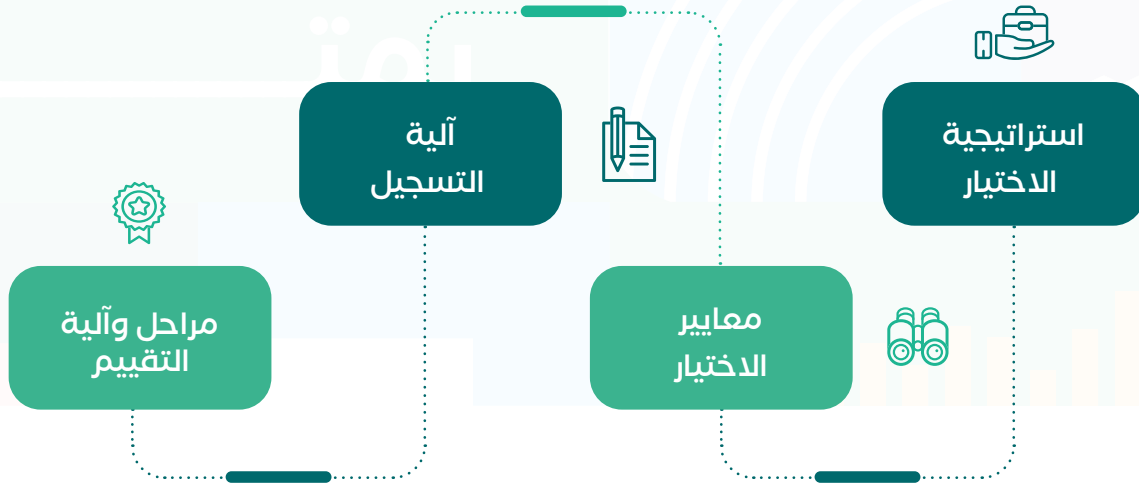 استراتيجية
الاختيار
معايير
الاختيار
آلية
التسجيل
مراحل وآلية
التقييم